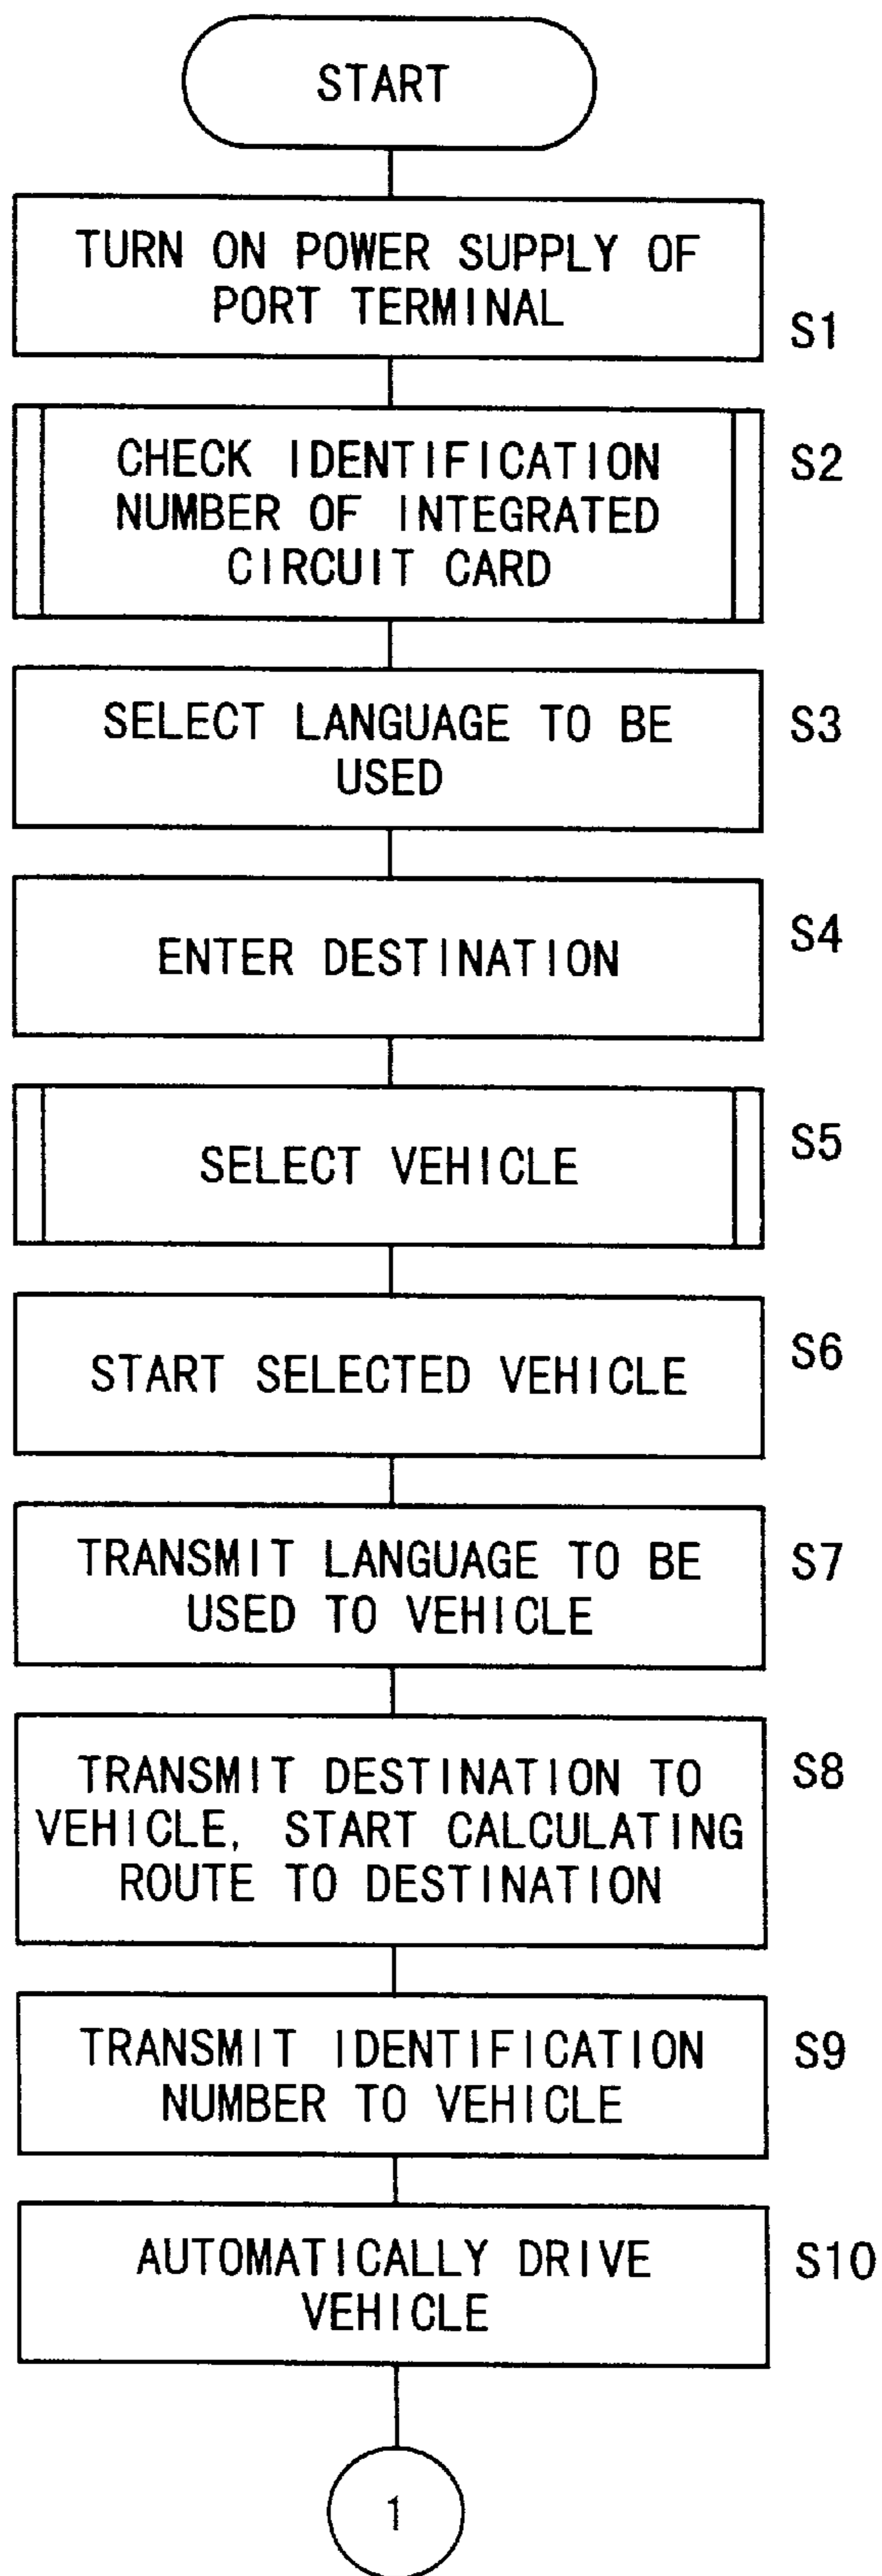 START
TURN ON POWER SUPPLY OF
PORT TERMINAL
S1
CHECK IDENTIFICATION
NUMBER OF INTEGRATED
CIRCUIT CARD
S2
SELECT LANGUAGE TO BE
USED
S3
ENTER DESTINATION
S4
SELECT VEHICLE
S5
START SELECTED VEHICLE
S6
TRANSMIT LANGUAGE TO BE
USED TO VEHICLE
S7
TRANSMIT DESTINATION TO
VEHICLE, START CALCULATING
ROUTE TO DESTINATION
S8
TRANSMIT IDENTIFICATION
NUMBER TO VEHICLE
S9
AUTOMATICALLY DRIVE
VEHICLE
S10
1